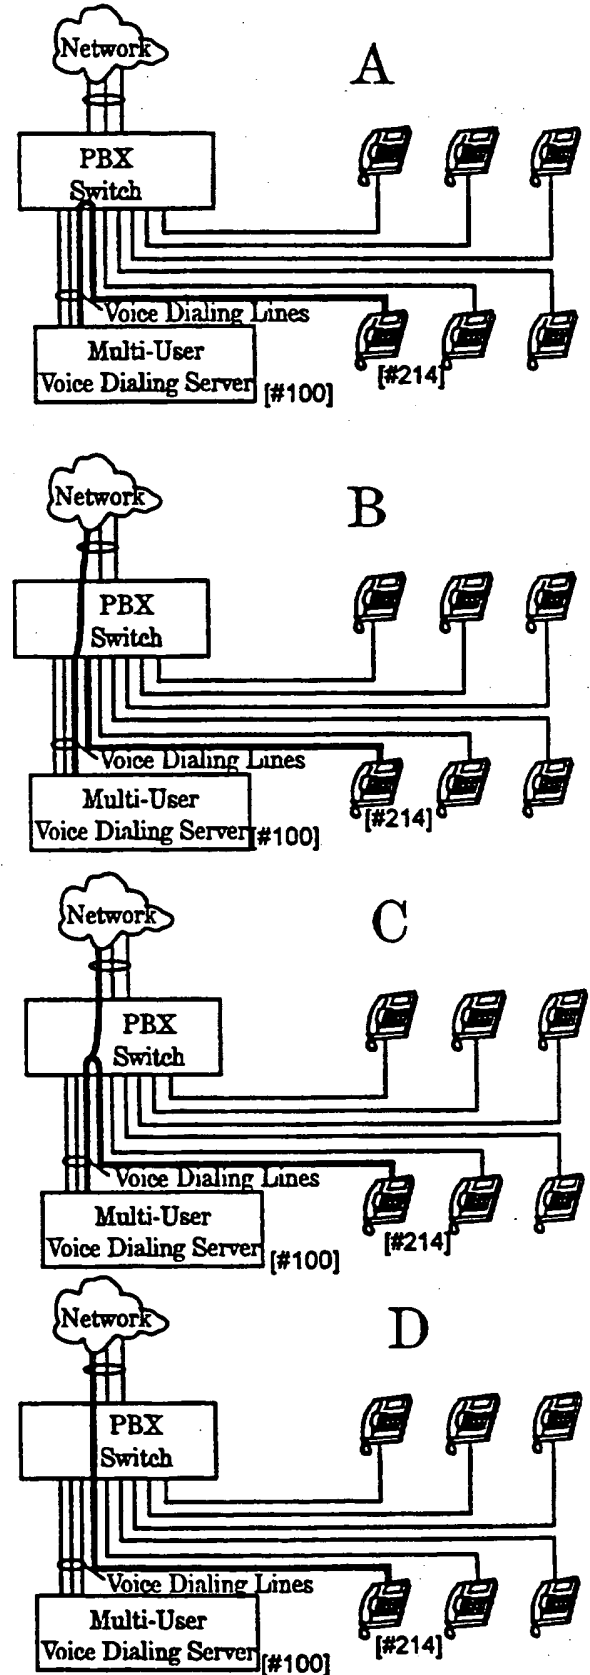 Network
A
PBX
Switch
Voice Dialing Lines
Multi-User
Voice Dialing Server
[#100]
[#214]
Network
B
PBX
Switch
Voice Dialing Lines
Multi-User
Voice Dialing Server
[#100]
[#214]
Network
C
PBX
Switch
Voice Dialing Lines
Multi-User
Voice Dialing Server
[#100]
[#214]
Network
D
PBX
Switch
Voice Dialing Lines
Multi-User
Voice Dialing Server
[#100]
[#214]